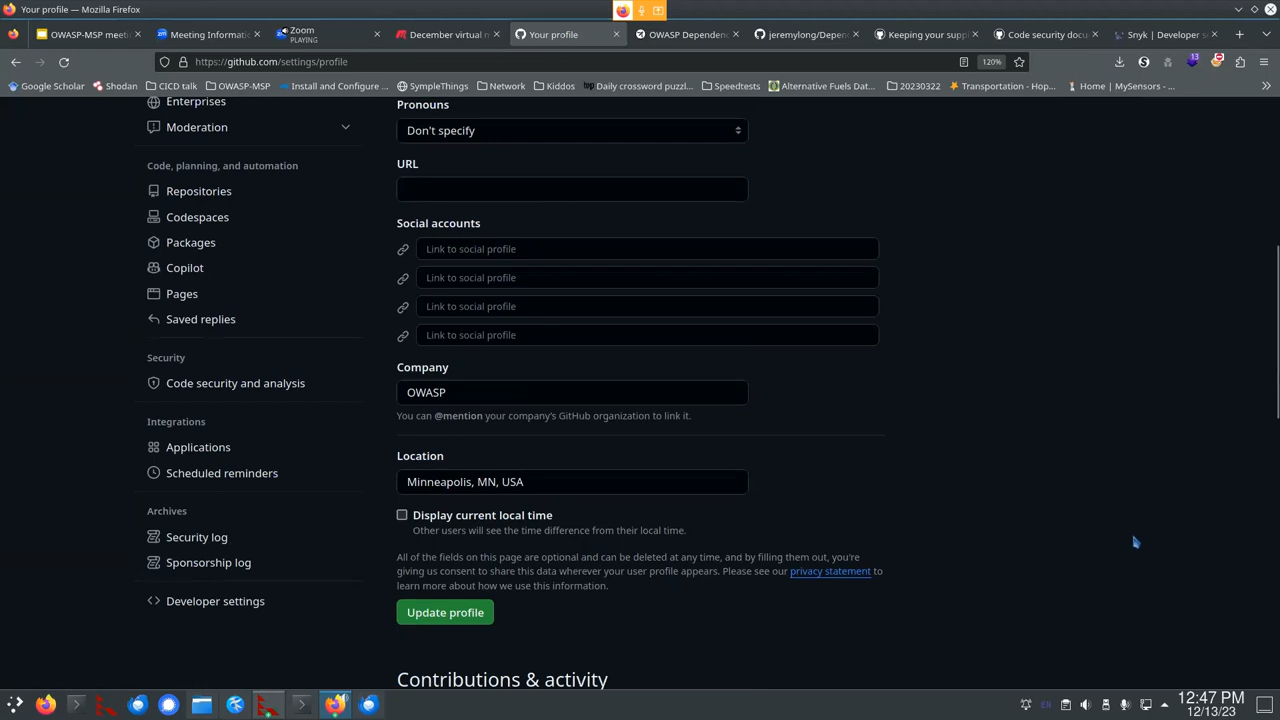 Your profile — Mozilla Firefox
OWASP-MSP meeti
Meeting Informatic
Zoom
PLAYING
December virtual m
Your profile
OWASP Dependenc
jeremylong/Depen
Keeping your suppl
Code security docu
Snyk | Developer s
https://github.com/settings/profile
120%
13
Google Scholar
Shodan
CICD talk
OWASP-MSP
Install and Configure ...
SympleThings
Network
Kiddos
Daily crossword puzzl...
Speedtests
Alternative Fuels Dat...
20230322
Transportation - Hop...
Home | MySensors - ...
Enterprises
Moderation
Code, planning, and automation
Repositories
Codespaces
Packages
Copilot
Pages
Saved replies
Security
Code security and analysis
Integrations
Applications
Scheduled reminders
Archives
Security log
Sponsorship log
Developer settings
Pronouns
Don't specify
URL
Social accounts
Link to social profile
Link to social profile
Link to social profile
Link to social profile
Company
OWASP
You can @mention your company's GitHub organization to link it.
Location
Minneapolis, MN, USA
Display current local time
Other users will see the time difference from their local time.
All of the fields on this page are optional and can be deleted at any time, and by filling them out, you're
giving us consent to share this data wherever your user profile appears. Please see our privacy statement to
learn more about how we use this information.
Update profile
Contributions & activity
EN
12:47 PM
12/13/23